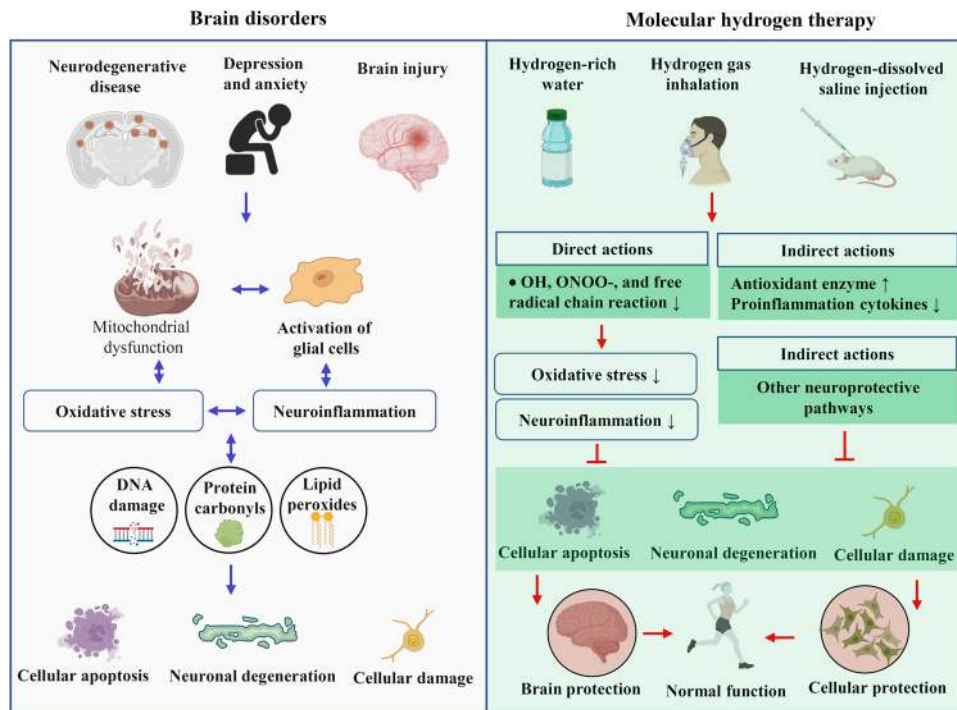 Brain disorders
Neurodegenerative
disease
Depression
and anxiety
Brain injury
Mitochondrial
dysfunction
Activation of
glial cells
Oxidative stress
Neuroinflammation
DNA
damage
Protein
carbonyls
Lipid
peroxides
Cellular apoptosis
Neuronal degeneration
Cellular damage
Molecular hydrogen therapy
Hydrogen-rich
water
Hydrogen gas
inhalation
Hydrogen-dissolved
saline injection
Direct actions
• OH, ONOO-, and free
radical chain reaction ↓
Indirect actions
Antioxidant enzyme ↑
Proinflammation cytokines ↓
Oxidative stress ↓
Neuroinflammation ↓
Indirect actions
Other neuroprotective
pathways
Cellular apoptosis
Neuronal degeneration
Cellular damage
Brain protection
Normal function
Cellular protection